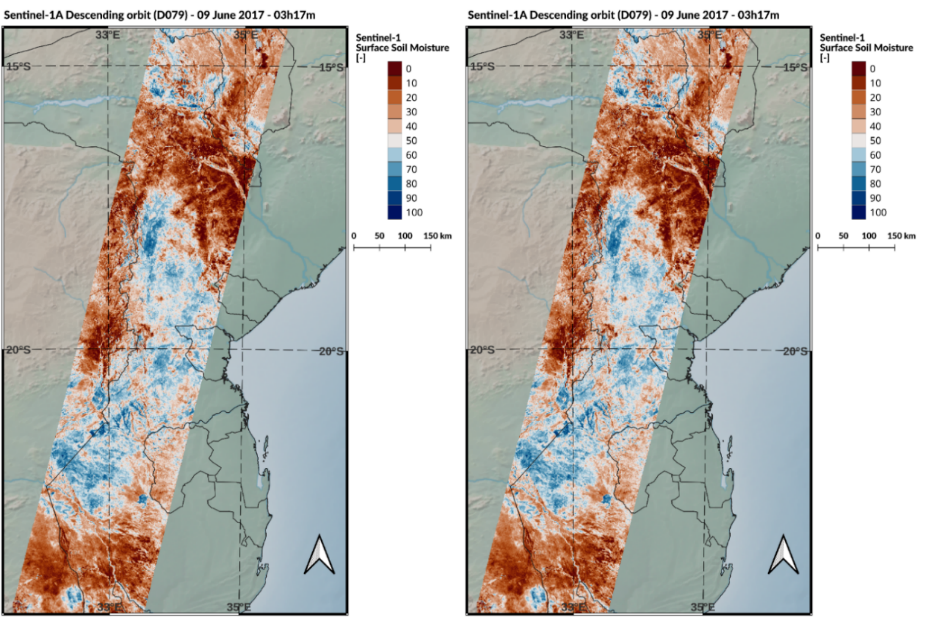 Sentinel-1A Descending orbit (D079) - 09 June 2017 - 03h17m
33°E
35°E
15°S
15°S
20°S
20°S
33°E
35°E
Sentinel-1
Surface Soil Moisture
[-]
0
10
20
30
40
50
60
70
80
90
100
0 50 100 150 km
Sentinel-1A Descending orbit (D079) - 09 June 2017 - 03h17m
33°E
35°E
15°S
15°S
20°S
20°S
33°E
35°E
Sentinel-1
Surface Soil Moisture
[-]
0
10
20
30
40
50
60
70
80
90
100
0 50 100 150 km